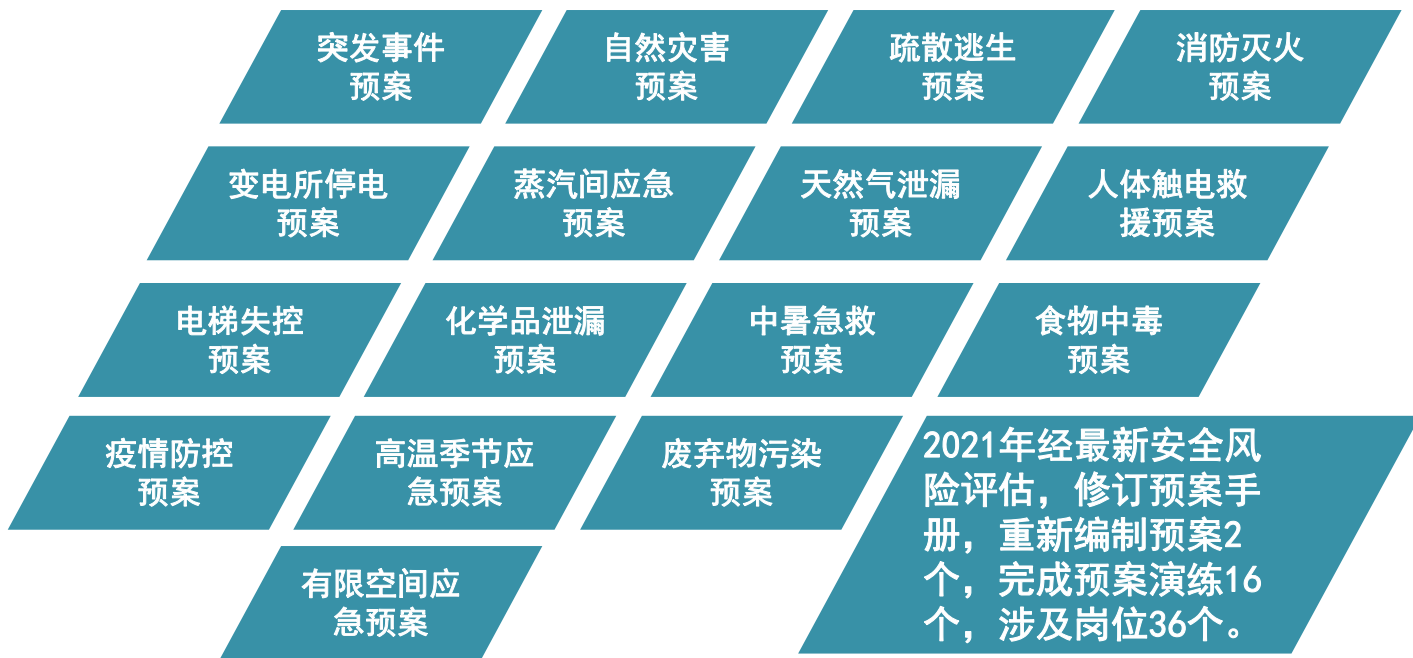 突发事件
预案
自然灾害
预案
疏散逃生
预案
消防灭火
预案
变电所停电
预案
蒸汽间应急
预案
天然气泄漏
预案
人体触电救
援预案
电梯失控
预案
化学品泄漏
预案
中暑急救
预案
食物中毒
预案
疫情防控
预案
高温季节应
急预案
废弃物污染
预案
2021年经最新安全风
险评估，修订预案手
册，重新编制预案2
个，完成预案演练16
个，涉及岗位36个。
有限空间应
急预案